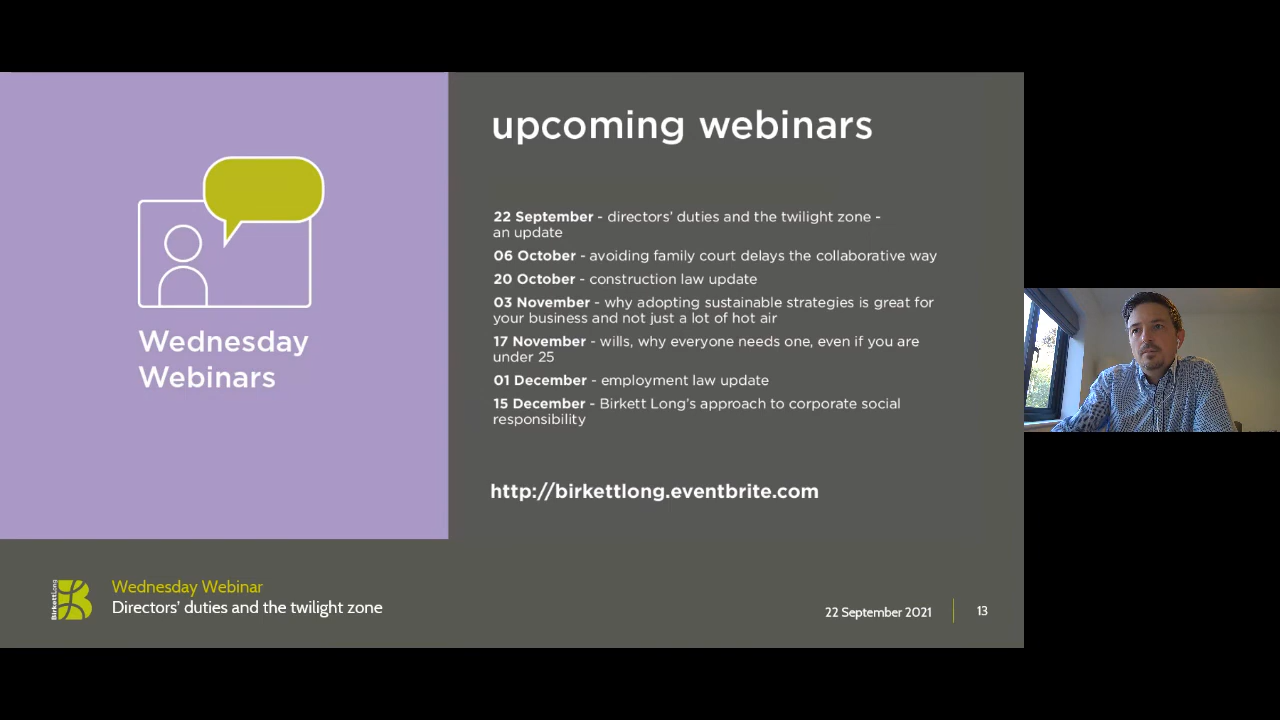 upcoming webinars
22 September - directors' duties and the twilight zone -
an update
06 October - avoiding family court delays the collaborative way
20 October - construction law update
03 November - why adopting sustainable strategies is great for
your business and not just a lot of hot air
17 November - wills, why everyone needs one, even if you are
under 25
01 December - employment law update
15 December - Birkett Long's approach to corporate social
responsibility
http://birkettlong.eventbrite.com
Wednesday
Webinars
BirkettLong
Wednesday Webinar
Directors' duties and the twilight zone
22 September 2021
13